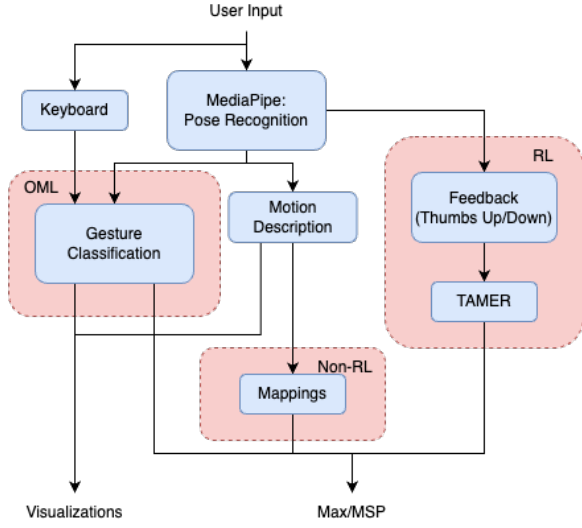 User Input
Keyboard
MediaPipe:
Pose Recognition
RL
OML
Feedback
(Thumbs Up/Down)
Gesture
Classification
Motion
Description
TAMER
Non-RL
Mappings
Visualizations
Max/MSP